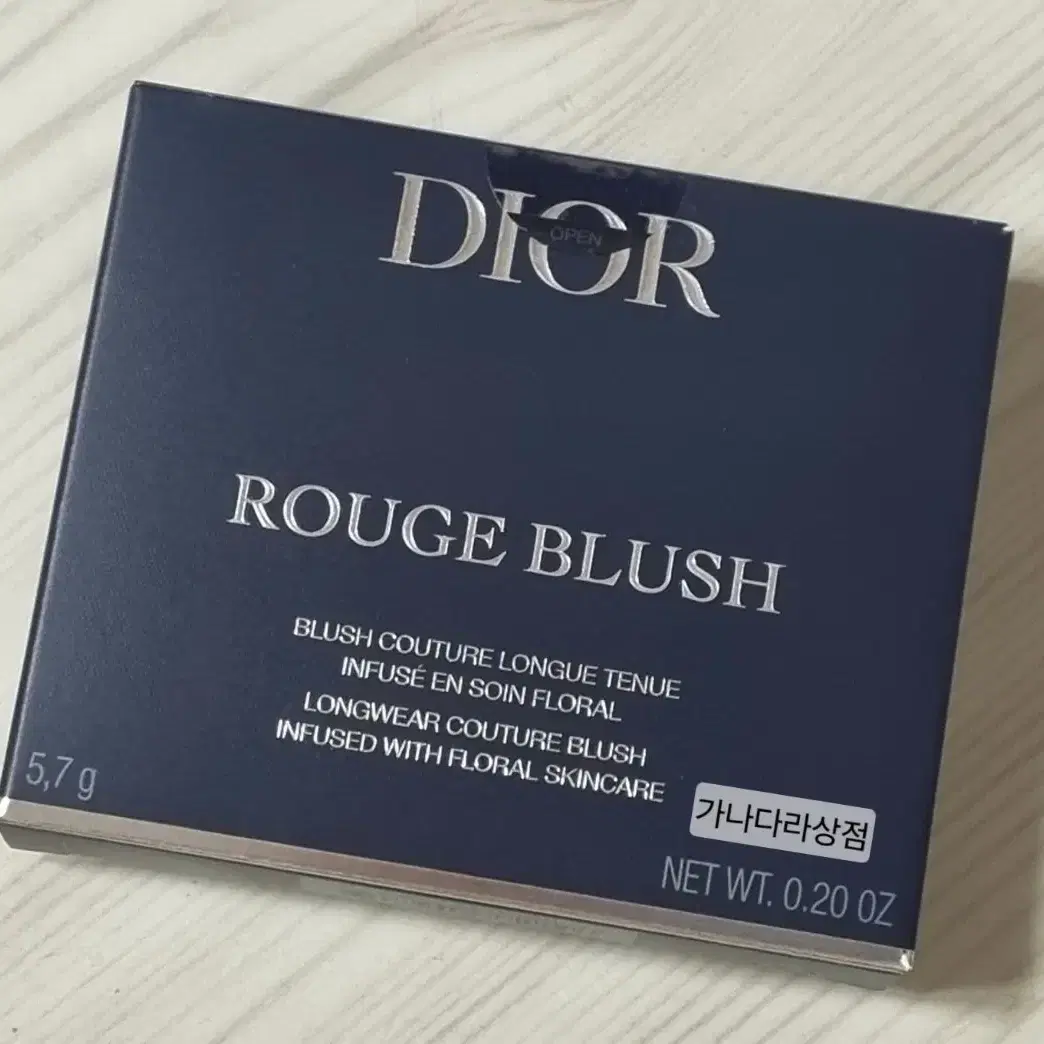 DIOR
OPEN
ROUGE BLUSH
BLUSH COUTURE LONGUE TENUE
INFUSÉ EN SOIN FLORAL
LONGWEAR COUTURE BLUSH
INFUSED WITH FLORAL SKINCARE
5,7 g
가나다라상점
NET WT. 0.20 OZ